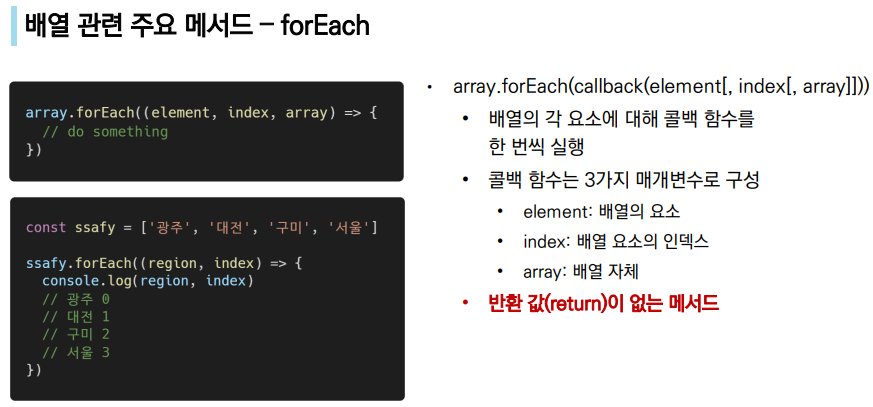 배열 관련 주요 메서드 – forEach
array.forEach((element, index, array) => {
  // do something
})
const ssafy = ['광주', '대전', '구미', '서울']
ssafy.forEach((region, index) => {
  console.log(region, index)
  // 광주 0
  // 대전 1
  // 구미 2
  // 서울 3
})
• array.forEach(callback(element[, index[, array]]))
• 배열의 각 요소에 대해 콜백 함수를
한 번씩 실행
• 콜백 함수는 3가지 매개변수로 구성
• element: 배열의 요소
• index: 배열 요소의 인덱스
• array: 배열 자체
• 반환 값(return)이 없는 메서드